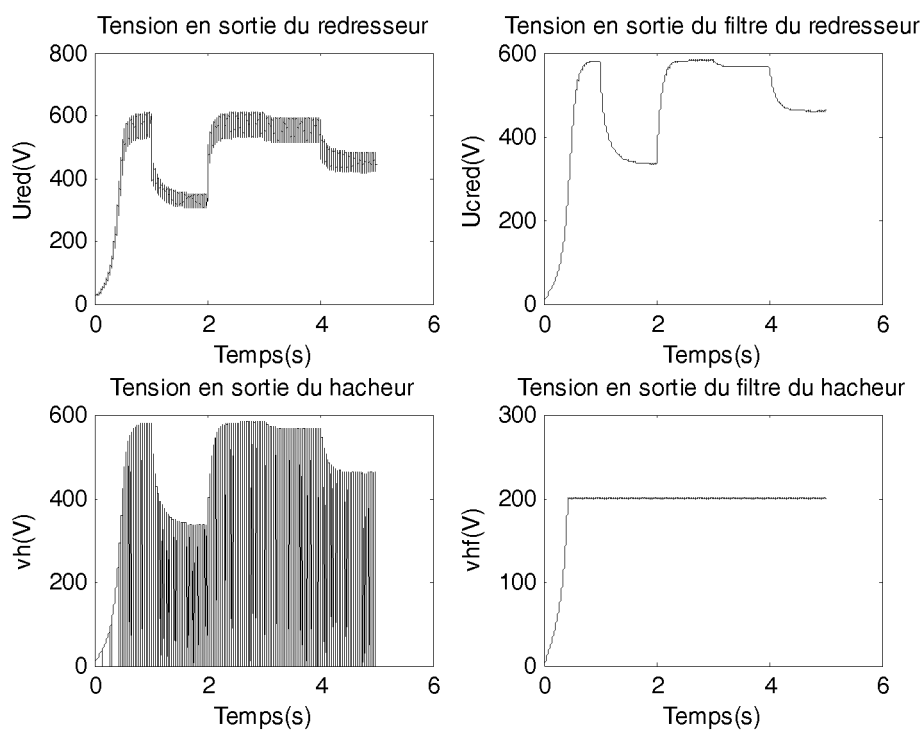 Tension en sortie du redresseur
800
600
400
200
0
Ured(V)
0 2 4 6
Temps(s)
Tension en sortie du filtre du redresseur
600
400
200
0
Ucred(V)
0 2 4 6
Temps(s)
Tension en sortie du hacheur
600
400
200
0
vh(V)
0 2 4 6
Temps(s)
Tension en sortie du filtre du hacheur
300
200
100
0
vhf(V)
0 2 4 6
Temps(s)